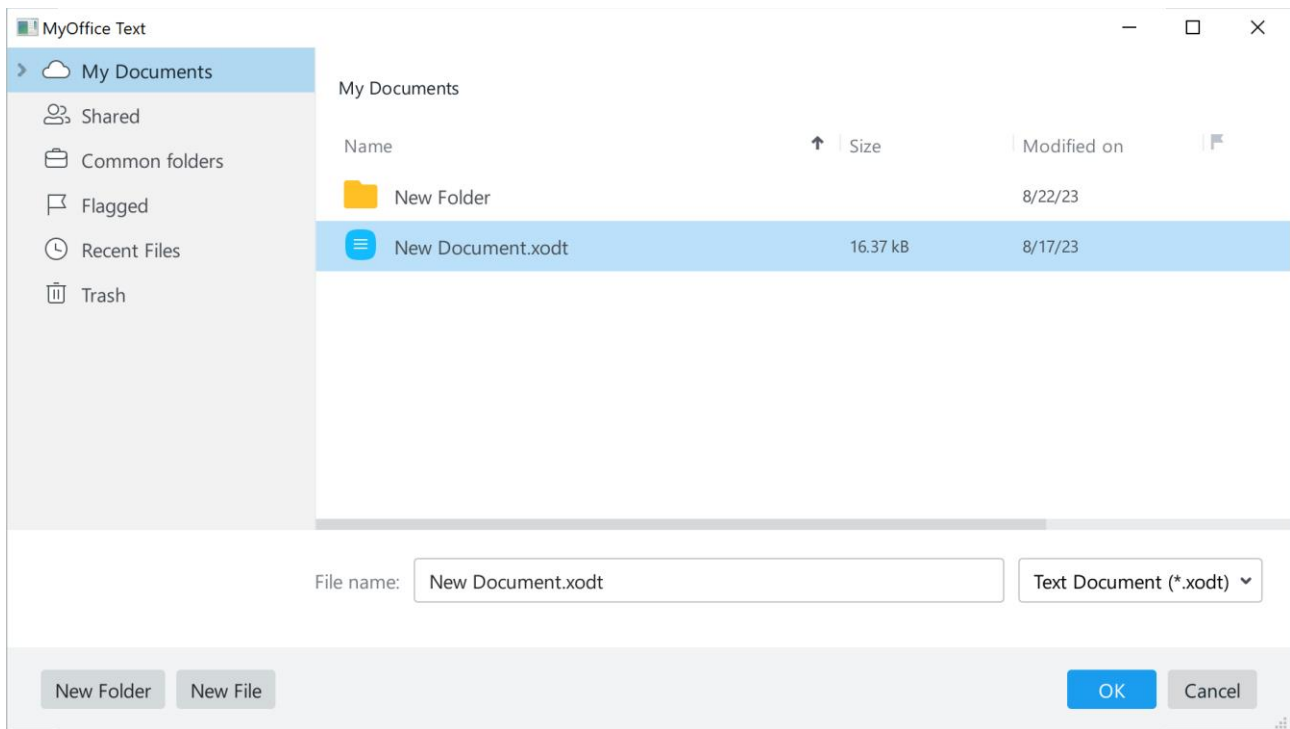 MyOffice Text
My Documents
Shared
Common folders
Flagged
Recent Files
Trash
My Documents
Name Size Modified on
New Folder 8/22/23
New Document.xodt 16.37 kB 8/17/23
File name: New Document.xodt Text Document (*.xodt)
New Folder New File OK Cancel